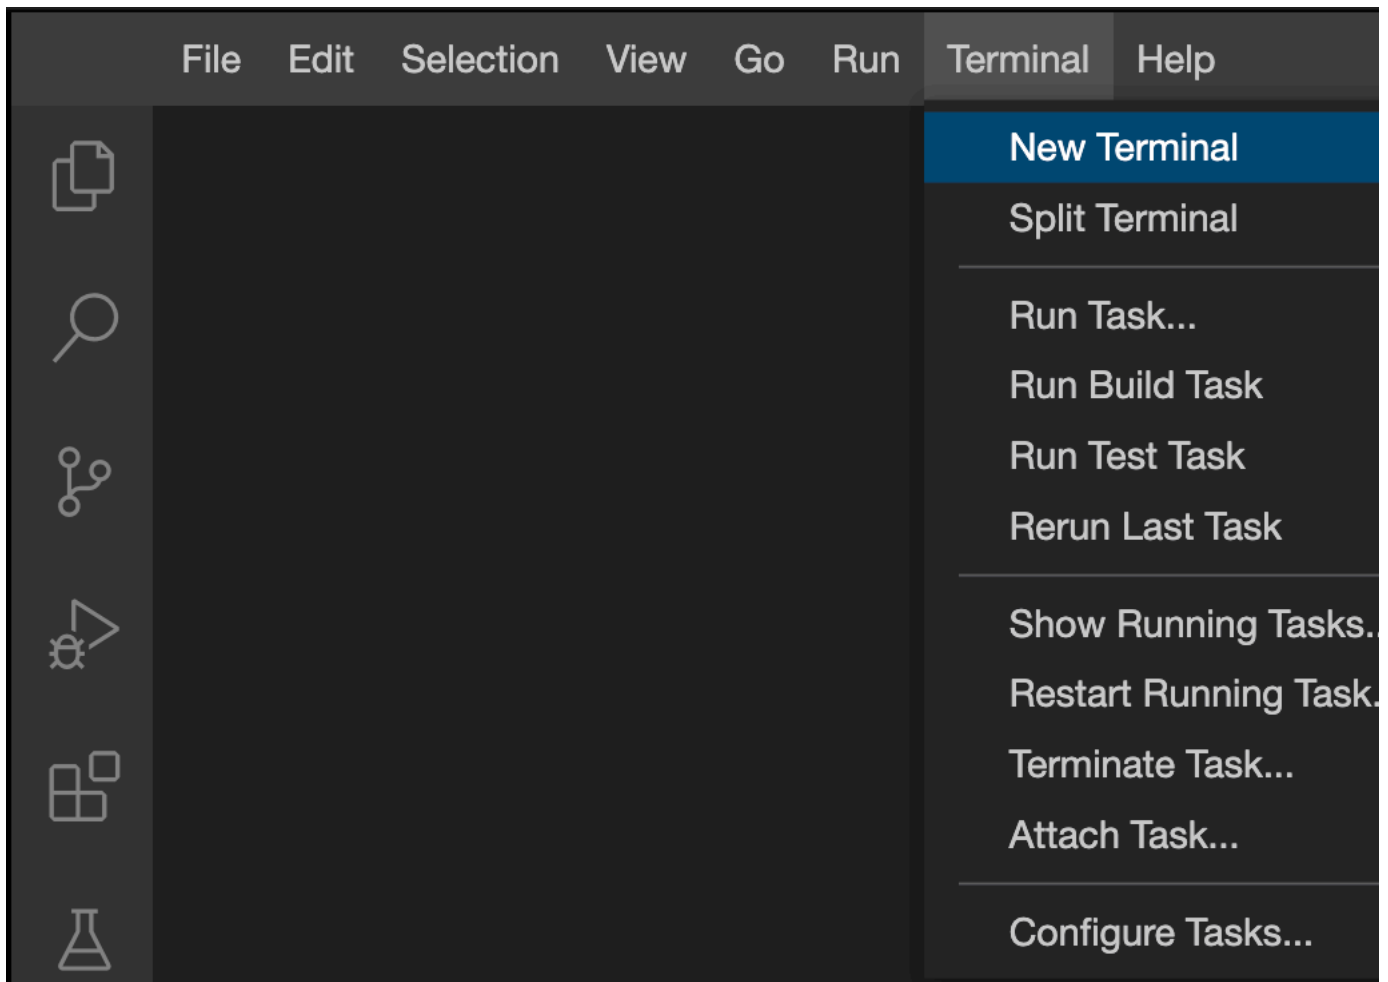 File Edit Selection View Go Run Terminal Help
New Terminal
Split Terminal
Run Task...
Run Build Task
Run Test Task
Rerun Last Task
Show Running Tasks..
Restart Running Task.
Terminate Task...
Attach Task...
Configure Tasks...